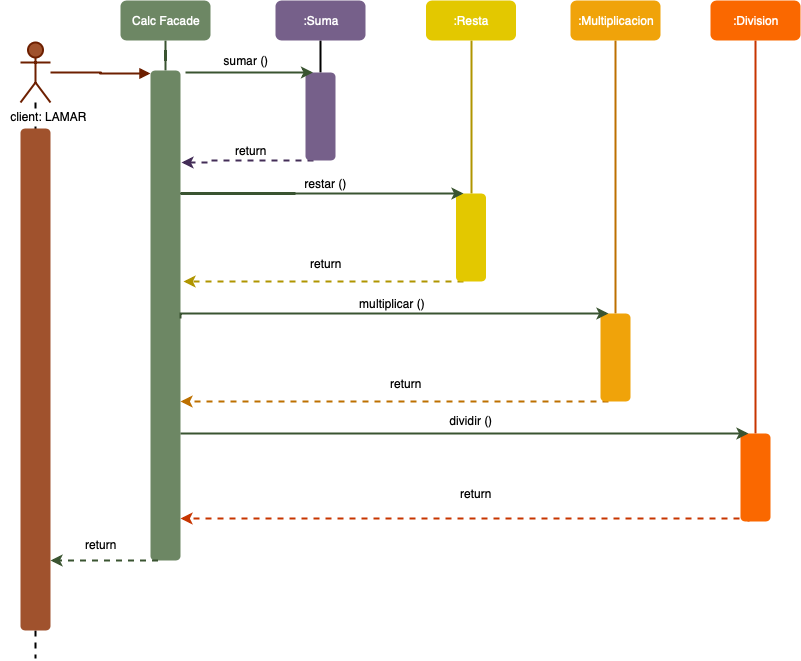 Calc Facade
:Suma
:Resta
:Multiplicacion
:Division
sumar ()
client: LAMAR
return
restar ()
return
multiplicar ()
return
dividir ()
return
return